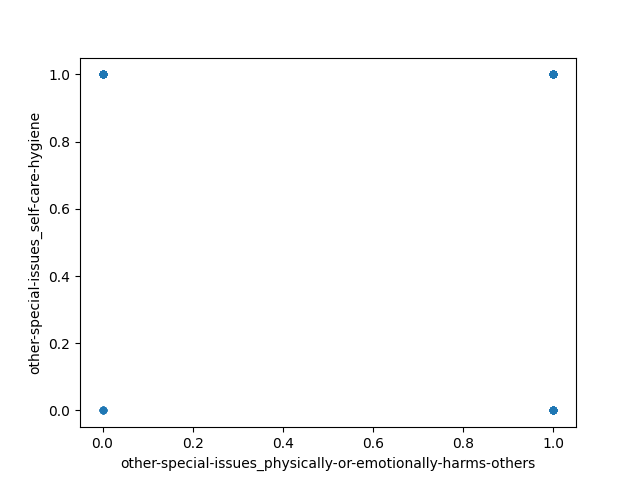 1.0
0.8
0.6
0.4
0.2
0.0
other-special-issues_self-care-hygiene
0.0 0.2 0.4 0.6 0.8 1.0
other-special-issues_physically-or-emotionally-harms-others